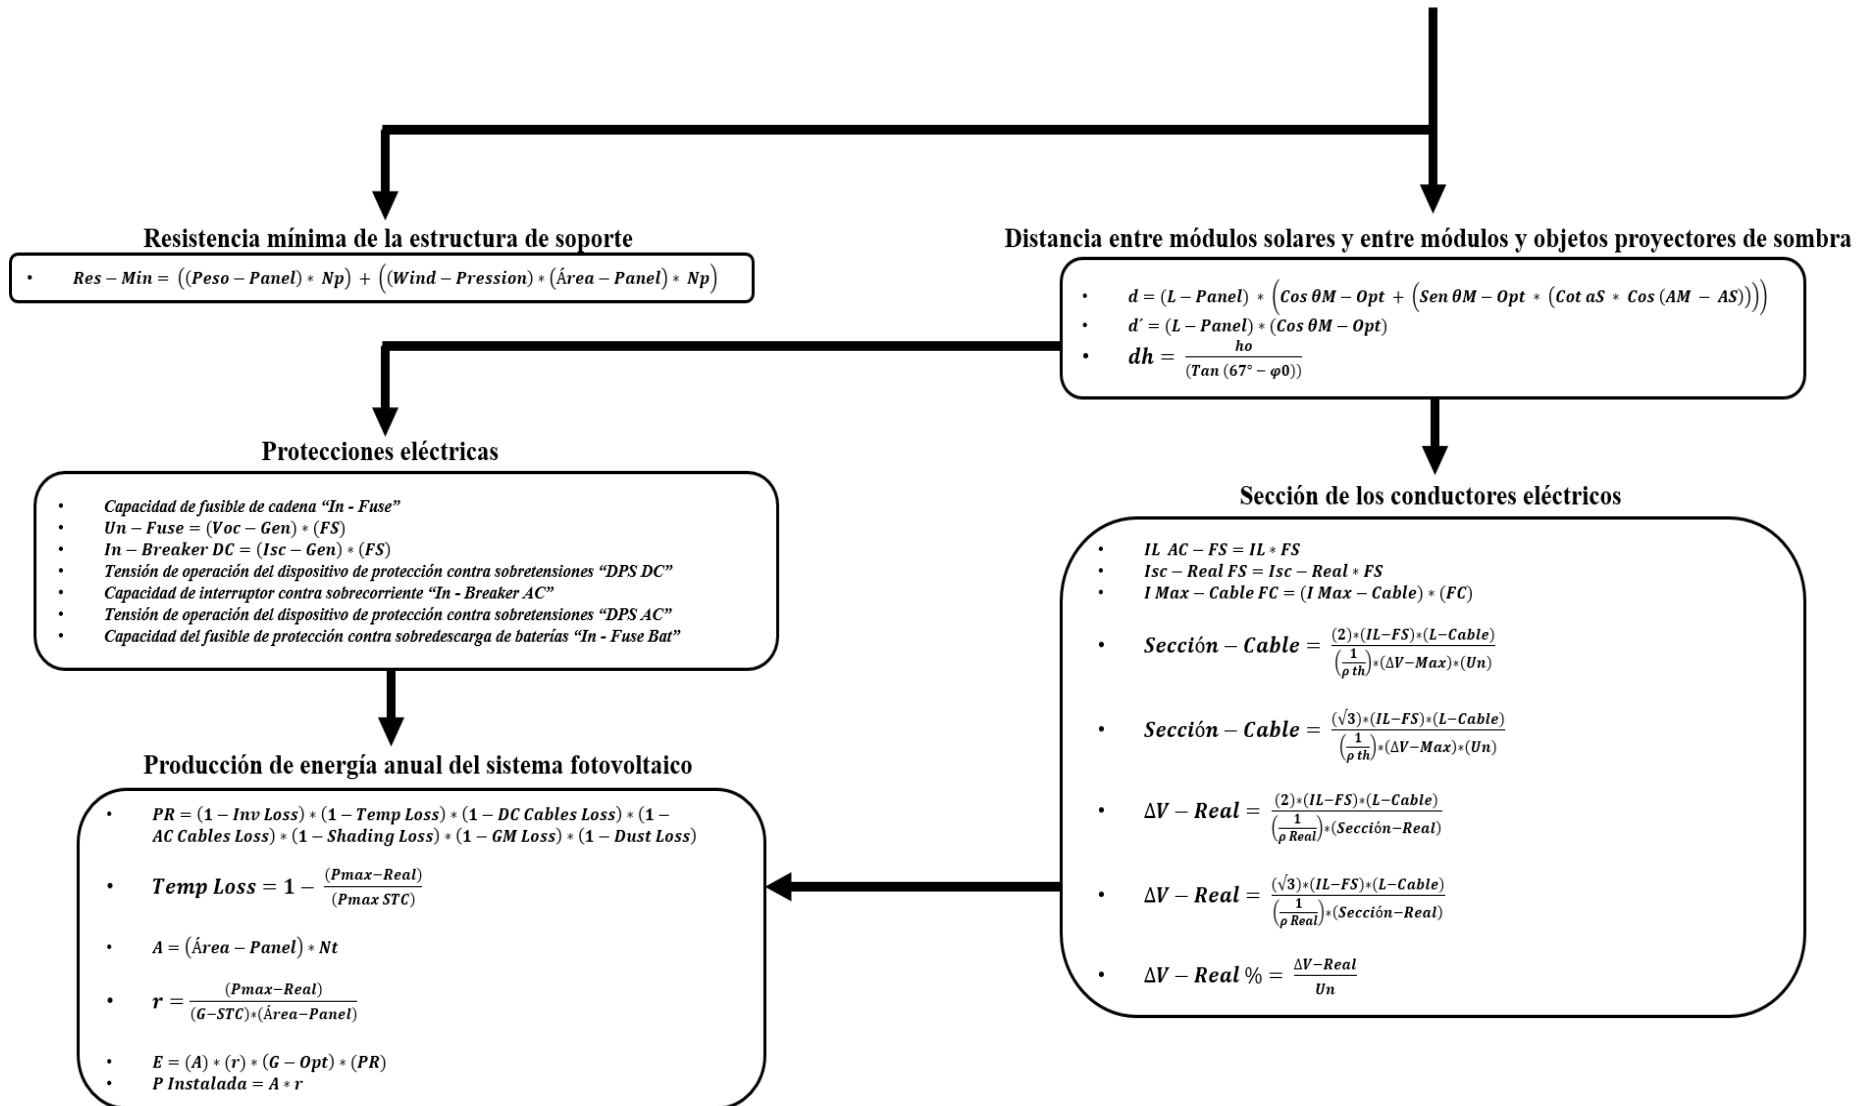 Resistencia mínima de la estructura de soporte
• Res − Min = ((Peso − Panel) * Np) + ((Wind − Pression) * (Área − Panel) * Np)
Distancia entre módulos solares y entre módulos y objetos proyectores de sombra
• d = (L − Panel) * (Cos θM − Opt + (Sen θM − Opt * (Cot aS * Cos (AM − AS))))
• d´ = (L − Panel) * (Cos θM − Opt)
• dh = ho / (Tan (67° − φ0))
Protecciones eléctricas
• Capacidad de fusible de cadena “In - Fuse”
• Un − Fuse = (Voc − Gen) * (FS)
• In − Breaker DC = (Isc − Gen) * (FS)
• Tensión de operación del dispositivo de protección contra sobretensiones “DPS DC”
• Capacidad de interruptor contra sobrecorriente “In - Breaker AC”
• Tensión de operación del dispositivo de protección contra sobretensiones “DPS AC”
• Capacidad del fusible de protección contra sobredescarga de baterías “In - Fuse Bat”
Sección de los conductores eléctricos
• IL AC − FS = IL * FS
• Isc − Real FS = Isc − Real * FS
• I Max − Cable FC = (I Max − Cable) * (FC)
• Sección − Cable = (2)*(IL−FS)*(L−Cable) / (1/ρ th)*(ΔV−Max)*(Un)
• Sección − Cable = (√3)*(IL−FS)*(L−Cable) / (1/ρ th)*(ΔV−Max)*(Un)
• ΔV − Real = (2)*(IL−FS)*(L−Cable) / (1/ρ Real)*(Sección−Real)
• ΔV − Real = (√3)*(IL−FS)*(L−Cable) / (1/ρ Real)*(Sección−Real)
• ΔV − Real % = ΔV−Real / Un
Producción de energía anual del sistema fotovoltaico
• PR = (1 − Inv Loss) * (1 − Temp Loss) * (1 − DC Cables Loss) * (1 −
AC Cables Loss) * (1 − Shading Loss) * (1 − GM Loss) * (1 − Dust Loss)
• Temp Loss = 1 − (Pmax−Real) / (Pmax STC)
• A = (Área − Panel) * Nt
• r = (Pmax−Real) / (G−STC)*(Área−Panel)
• E = (A) * (r) * (G − Opt) * (PR)
• P Instalada = A * r